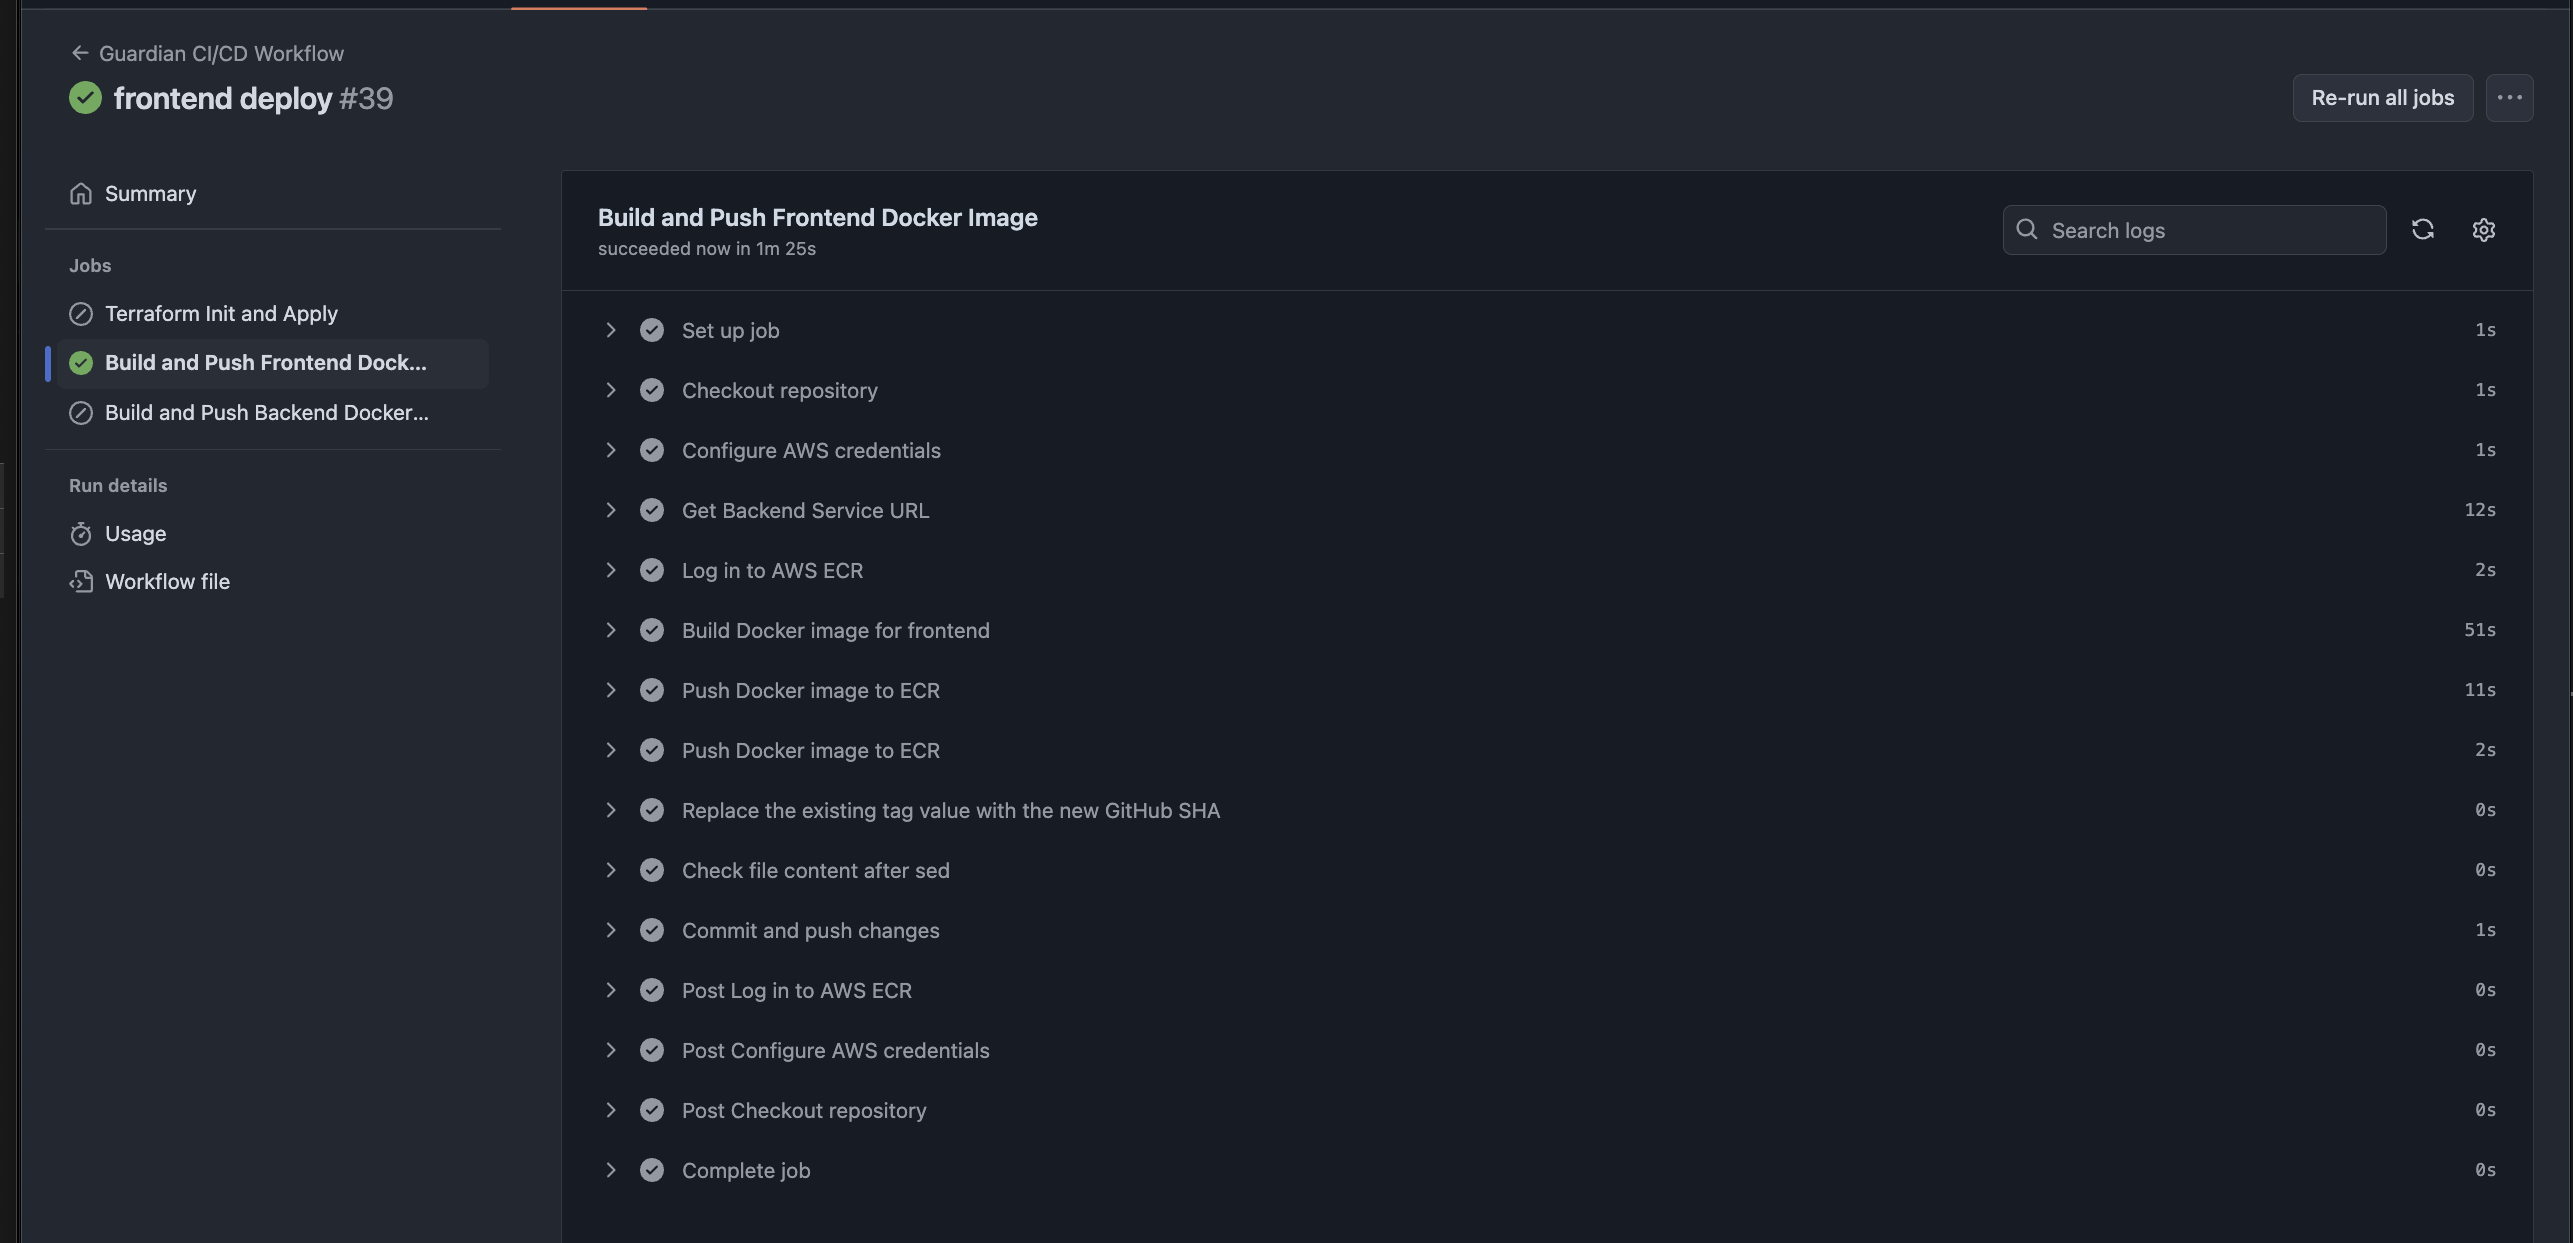 Guardian CI/CD Workflow
frontend deploy #39
Re-run all jobs
Summary
Jobs
Terraform Init and Apply
Build and Push Frontend Dock...
Build and Push Backend Docker...
Run details
Usage
Workflow file
Build and Push Frontend Docker Image
succeeded now in 1m 25s
Search logs
Set up job 1s
Checkout repository 1s
Configure AWS credentials 1s
Get Backend Service URL 12s
Log in to AWS ECR 2s
Build Docker image for frontend 51s
Push Docker image to ECR 11s
Push Docker image to ECR 2s
Replace the existing tag value with the new GitHub SHA 0s
Check file content after sed 0s
Commit and push changes 1s
Post Log in to AWS ECR 0s
Post Configure AWS credentials 0s
Post Checkout repository 0s
Complete job 0s